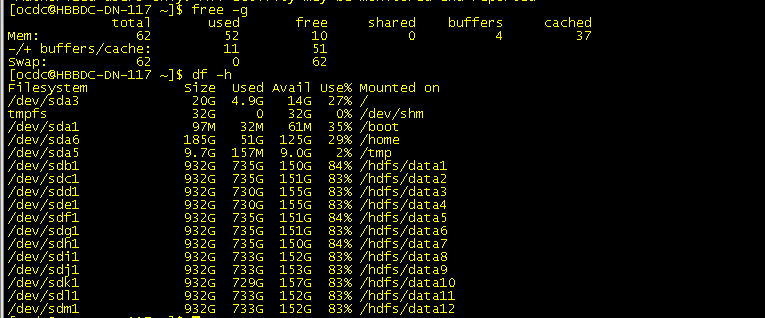 [ocdc@HBBDC-DN-117 ~]$ free -g
total used free shared buffers cached
Mem: 62 52 10 0 4 37
-/+ buffers/cache: 11 51
Swap: 62 0 62
[ocdc@HBBDC-DN-117 ~]$ df -h
Filesystem Size Used Avail Use% Mounted on
/dev/sda3 20G 4.9G 14G 27% /
tmpfs 32G 0 32G 0% /dev/shm
/dev/sda1 97M 32M 61M 35% /boot
/dev/sda6 185G 51G 125G 29% /home
/dev/sda5 9.7G 157M 9.0G 2% /tmp
/dev/sdb1 932G 735G 150G 84% /hdfs/data1
/dev/sdc1 932G 735G 151G 83% /hdfs/data2
/dev/sdd1 932G 730G 155G 83% /hdfs/data3
/dev/sde1 932G 730G 155G 83% /hdfs/data4
/dev/sdf1 932G 735G 151G 84% /hdfs/data5
/dev/sdg1 932G 735G 151G 83% /hdfs/data6
/dev/sdh1 932G 735G 150G 84% /hdfs/data7
/dev/sdi1 932G 733G 152G 83% /hdfs/data8
/dev/sdj1 932G 733G 153G 83% /hdfs/data9
/dev/sdk1 932G 729G 157G 83% /hdfs/data10
/dev/sdl1 932G 733G 152G 83% /hdfs/data11
/dev/sdm1 932G 733G 152G 83% /hdfs/data12